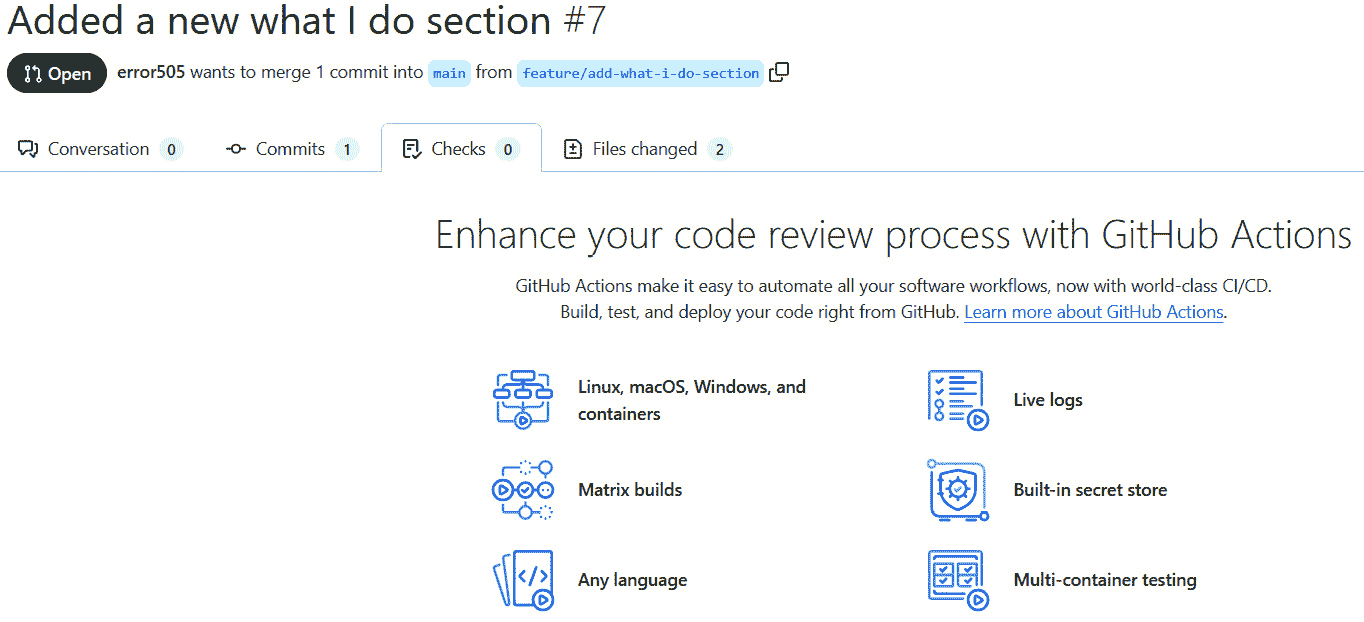 Added a new what I do section #7
Open error505 wants to merge 1 commit into main from feature/add-what-i-do-section
Conversation 0 Commits 1 Checks 0 Files changed 2
Enhance your code review process with GitHub Actions
GitHub Actions make it easy to automate all your software workflows, now with world-class CI/CD.
Build, test, and deploy your code right from GitHub. Learn more about GitHub Actions.
Linux, macOS, Windows, and
containers
Live logs
Matrix builds
Built-in secret store
Any language
Multi-container testing